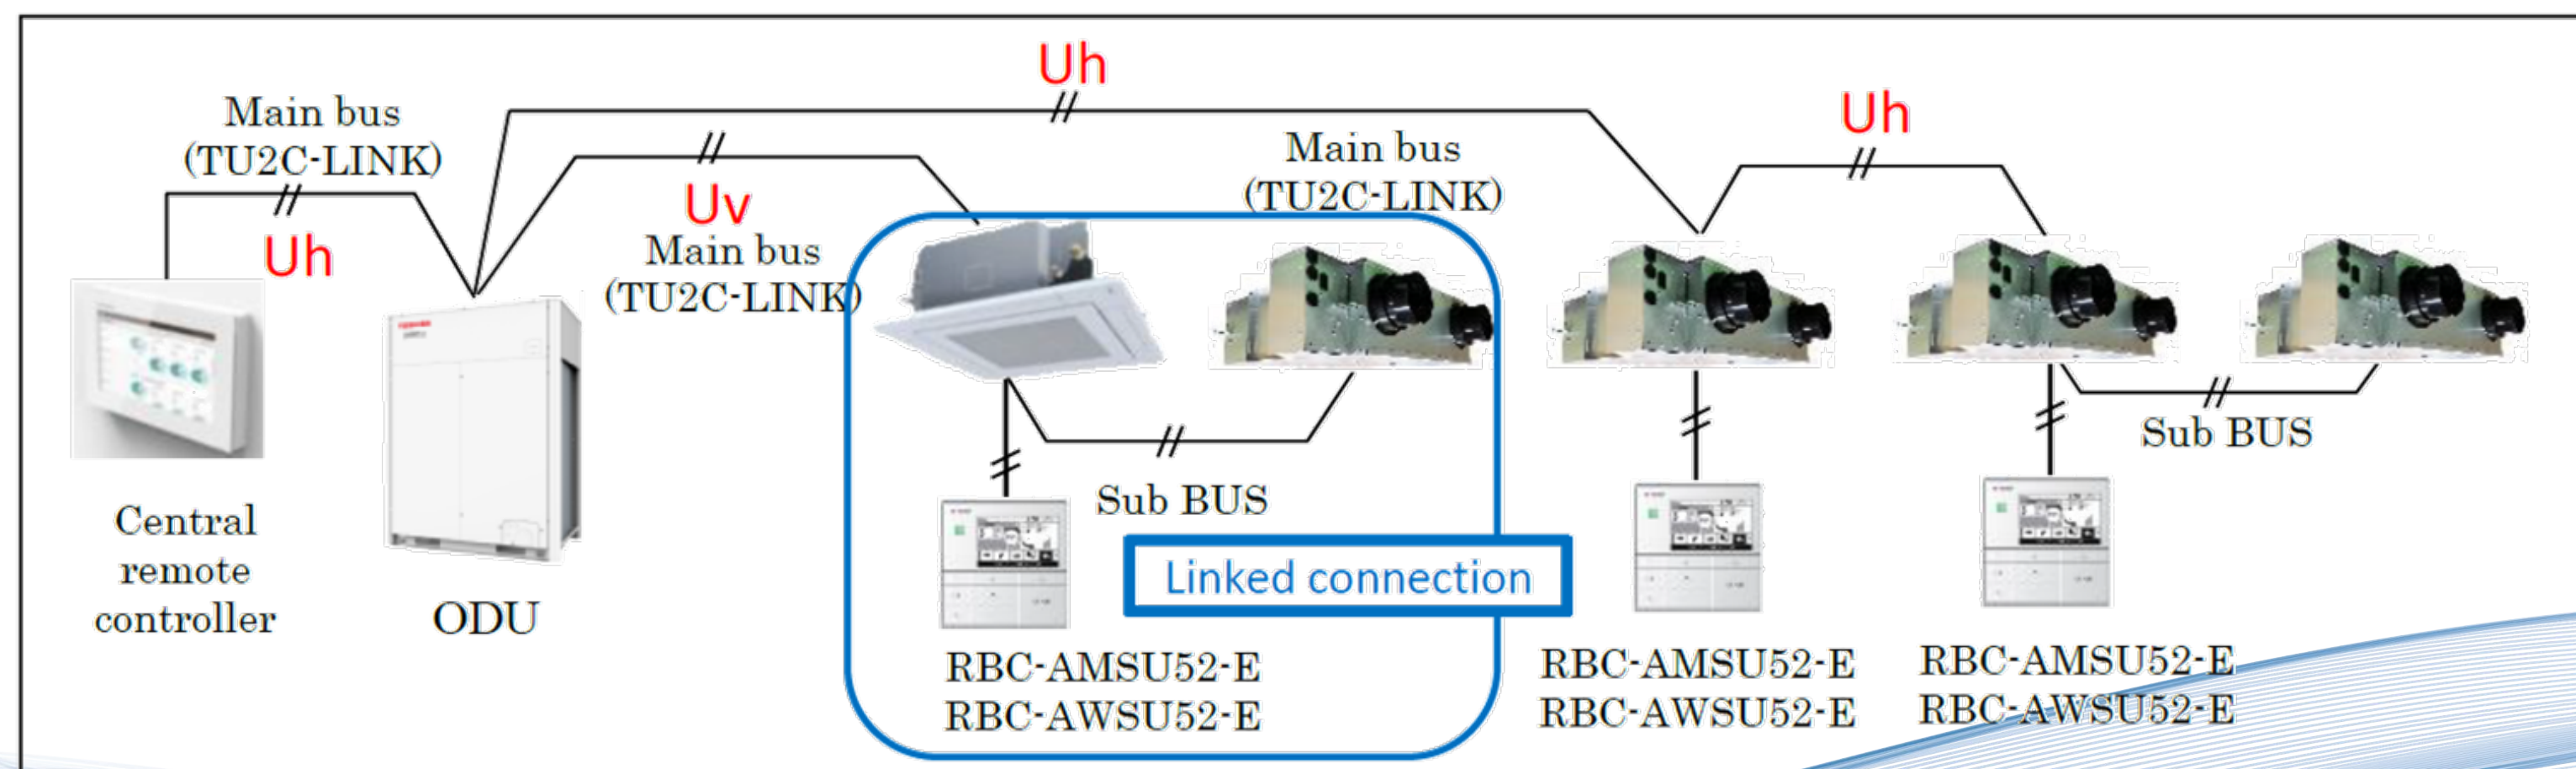 Uh
Main bus
(TU2C-LINK)
Uh
Uv
Main bus
(TU2C-LINK)
Main bus
(TU2C-LINK)
Uh
Central
remote
controller
ODU
Sub BUS
Linked connection
RBC-AMSU52-E
RBC-AWSU52-E
RBC-AMSU52-E
RBC-AWSU52-E
Sub BUS
RBC-AMSU52-E
RBC-AWSU52-E
TOSHIBA